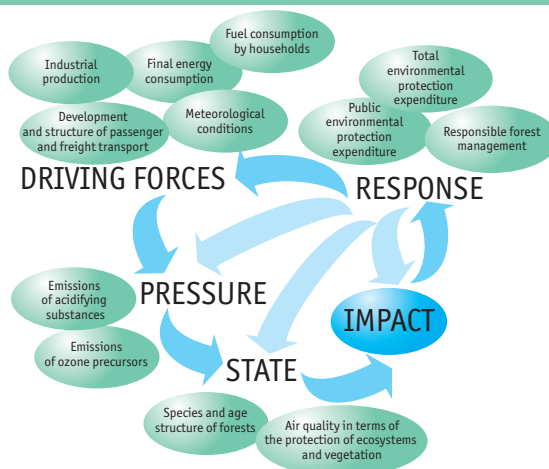 Fuel consumption
by households
Industrial
production
Final energy
consumption
Total
environmental
protection
expenditure
Development
and structure of passenger
and freight transport
Meteorological
conditions
Public
environmental
protection
expenditure
Responsible forest
management
DRIVING FORCES
RESPONSE
Emissions
of acidifying
substances
PRESSURE
IMPACT
Emissions
of ozone precursors
STATE
Species and age
structure of forests
Air quality in terms of
the protection of ecosystems
and vegetation